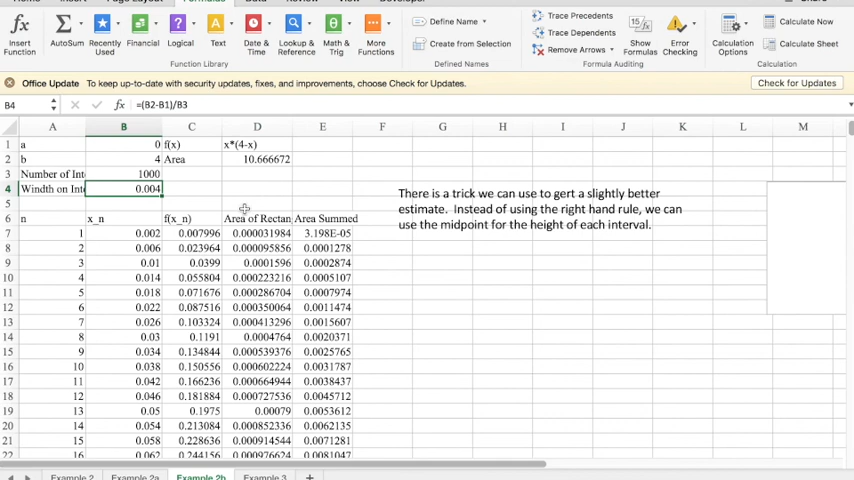 Home Insert Page Layout Formulas Data Review View Developer
Insert Function
AutoSum
Recently Used
Financial
Logical
Text
Date & Time
Lookup & Reference
Math & Trig
More Functions
Define Name
Create from Selection
Trace Precedents
Trace Dependents
Remove Arrows
Show Formulas
Error Checking
Calculation Options
Calculate Now
Calculate Sheet
Function Library Defined Names Formula Auditing Calculation
Office Update To keep up-to-date with security updates, fixes, and improvements, choose Check for Updates. Check for Updates
B4 fx =(B2-B1)/B3
A B C D E F G H I J K L M
1 a 0 f(x) x*(4-x)
2 b 4 Area 10.666672
3 Number of Inte 1000
4 Windth on Inte 0.004
5
6 n x_n f(x_n) Area of Rectan Area Summed
7 1 0.002 0.007996 0.000031984 3.198E-05
8 2 0.006 0.023964 0.000095856 0.0001278
9 3 0.01 0.0399 0.0001596 0.0002874
10 4 0.014 0.055804 0.000223216 0.0005107
11 5 0.018 0.071676 0.000286704 0.0007974
12 6 0.022 0.087516 0.000350064 0.0011474
13 7 0.026 0.103324 0.000413296 0.0015607
14 8 0.03 0.1191 0.0004764 0.0020371
15 9 0.034 0.134844 0.000539376 0.0025765
16 10 0.038 0.150556 0.000602224 0.0031787
17 11 0.042 0.166236 0.000664944 0.0038437
18 12 0.046 0.181884 0.000727536 0.0045712
19 13 0.05 0.1975 0.00079 0.0053612
20 14 0.054 0.213084 0.000852336 0.0062135
21 15 0.058 0.228636 0.000914544 0.0071281
22 16 0.062 0.244156 0.000976624 0.0081047
There is a trick we can use to gert a slightly better
estimate. Instead of using the right hand rule, we can
use the midpoint for the height of each interval.
Example 2 Example 2a Example 2b Example 3 +